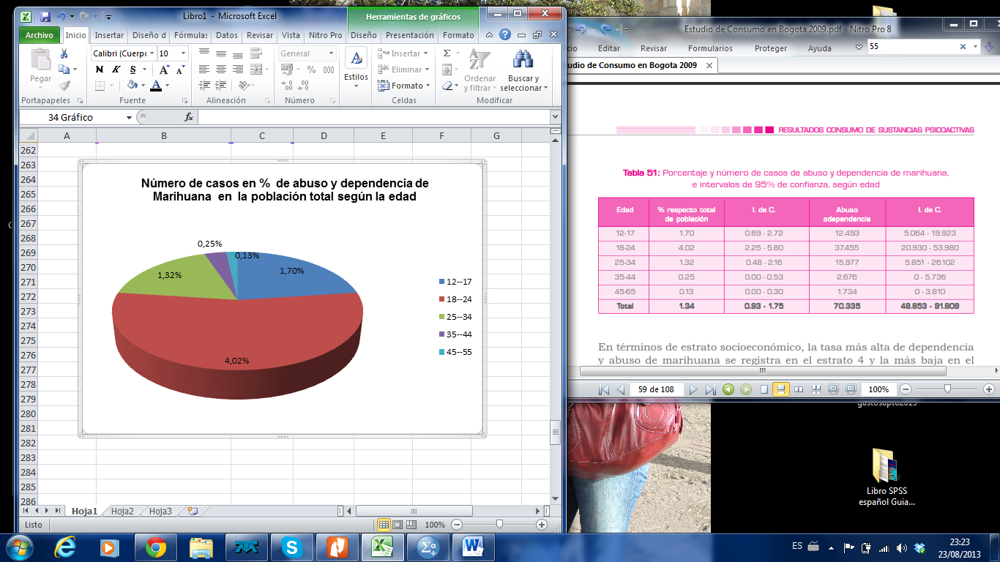 Libro1 - Microsoft Excel
Herramientas de gráficos
Archivo Inicio Insertar Diseño d Fórmulas Datos Revisar Vista Nitro Pro Diseño Presentación Formato
Pegar
Calibri (Cuerpo 10
N K S A A
General
% 000
Estilos
Insertar
Eliminar
Formato
Σ
Ordenar y filtrar
Buscar y seleccionar
Portapapeles Fuente Alineación Número Celdas Modificar
34 Gráfico fx
A B C D E F G
262
263
264
265
266
267
268
269
270
271
272
273
274
275
276
277
278
279
280
281
282
283
284
285
286
Número de casos en % de abuso y dependencia de
Marihuana en la población total según la edad
0,25%
0,13%
1,70%
1,32%
4,02%
12--17
18--24
25--34
35--44
45--55
Hoja1 Hoja2 Hoja3
Listo 100%
Estudio de Consumo en Bogota 2009.pdf - Nitro Pro 8
cio Editar Revisar Formularios Proteger Ayuda 55
udio de Consumo en Bogota 2009
RESULTADOS CONSUMO DE SUSTANCIAS PSICOACTIVAS
Tabla 51: Porcentaje y número de casos de abuso y dependencia de marihuana,
e intervalos de 95% de confianza, según edad
Edad % respecto total I. de C. Abuso I. de C.
de población odependencia
12-17 1.70 0.69 - 2.72 12.493 5.064 - 19.923
18-24 4.02 2.25 - 5.80 37.455 20.930 - 53.980
25-34 1.32 0.48 - 2.16 15.977 5.851 - 26.102
35-44 0.25 0.00 - 0.53 2.676 0 - 5.736
45-65 0.13 0.00 - 0.30 1.734 0 - 3.810
Total 1.34 0.93 - 1.75 70.335 48.853 - 91.809
En términos de estrato socioeconómico, la tasa más alta de dependencia
y abuso de marihuana se registra en el estrato 4 y la más baja en el
59 de 108 100%
Libro SPSS
español Guia...
ES
23:23
23/08/2013